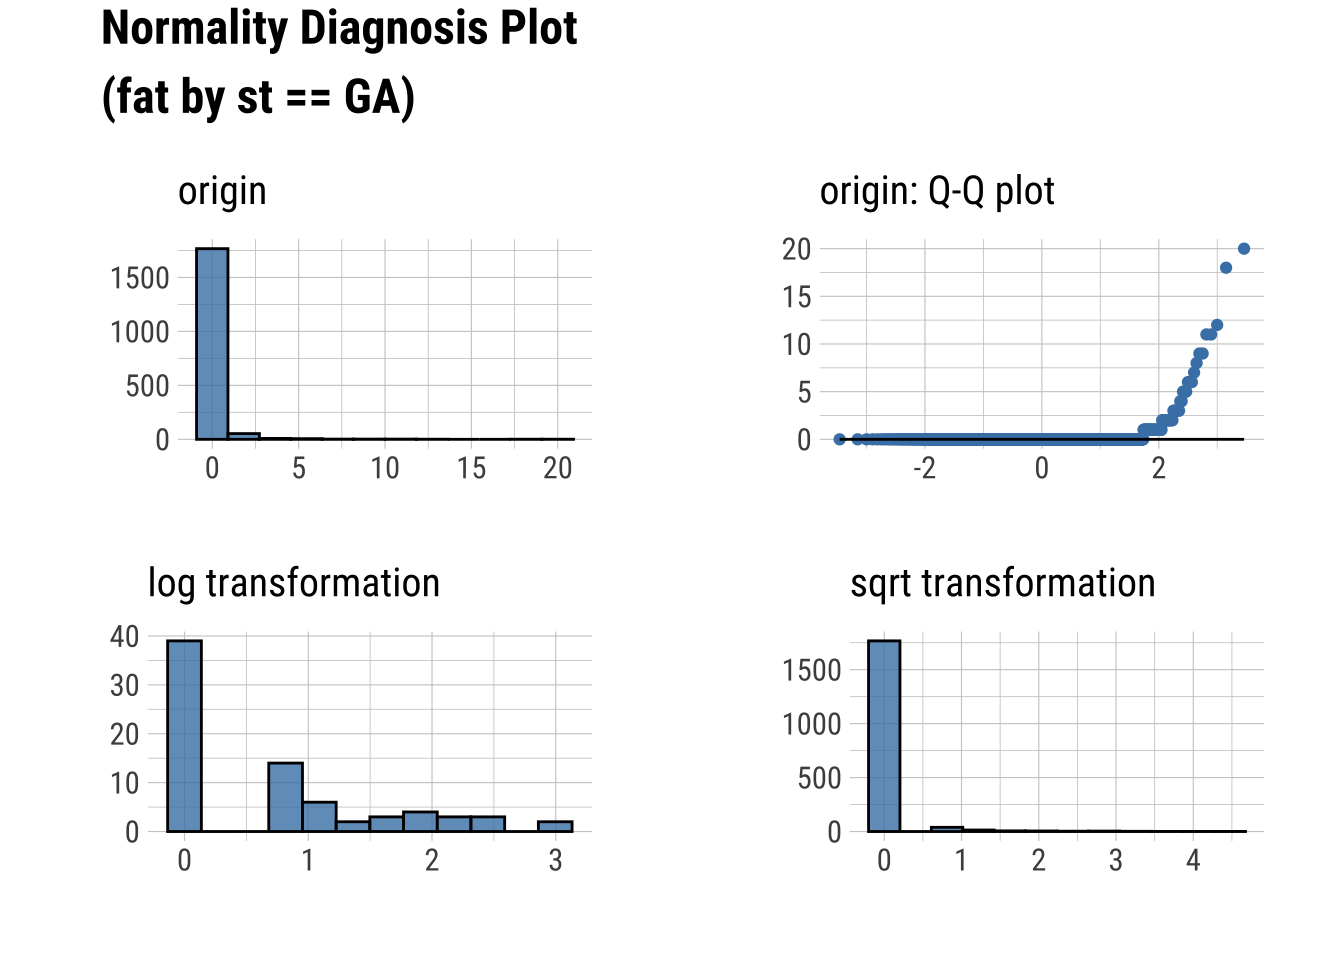 Normality Diagnosis Plot
(fat by st == GA)
origin
1500
1000
500
0
0 5 10 15 20
origin: Q-Q plot
20
15
10
5
0
-2 0 2
log transformation
40
30
20
10
0
0 1 2 3
sqrt transformation
1500
1000
500
0
0 1 2 3 4